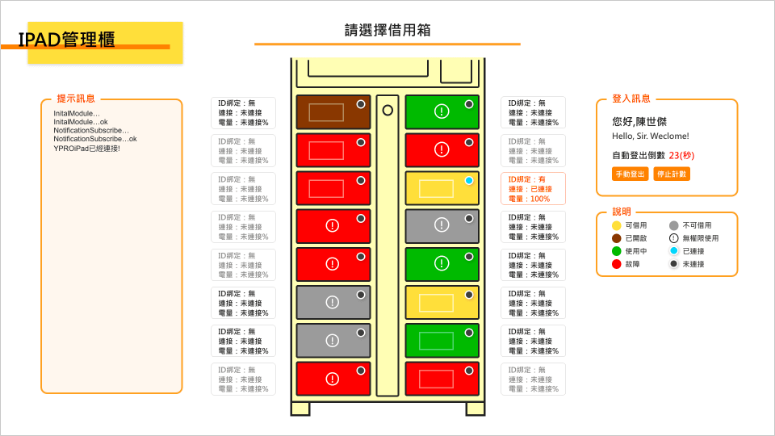 IPAD管理櫃
請選擇借用箱
提示訊息
InitalModule...
InitalModule...ok
NotificationSubscribe...
NotificationSubscribe...ok
YPROiPad已經連接!
ID綁定：無
連接：未連接
電量：未連接%
ID綁定：無
連接：未連接
電量：未連接%
ID綁定：無
連接：未連接
電量：未連接%
ID綁定：無
連接：未連接
電量：未連接%
ID綁定：無
連接：未連接
電量：未連接%
ID綁定：無
連接：未連接
電量：未連接%
ID綁定：無
連接：未連接
電量：未連接%
ID綁定：無
連接：未連接
電量：未連接%
ID綁定：無
連接：未連接
電量：未連接%
ID綁定：無
連接：未連接
電量：未連接%
ID綁定：有
連接：已連接
電量：100%
ID綁定：無
連接：未連接
電量：未連接%
ID綁定：無
連接：未連接
電量：未連接%
ID綁定：無
連接：未連接
電量：未連接%
ID綁定：無
連接：未連接
電量：未連接%
ID綁定：無
連接：未連接
電量：未連接%
登入訊息
您好,陳世傑
Hello, Sir. Weclome!
自動登出倒數 23(秒)
手動登出 停止計數
說明
可借用 不可借用
已開啟 無權限使用
使用中 已連接
故障 未連接